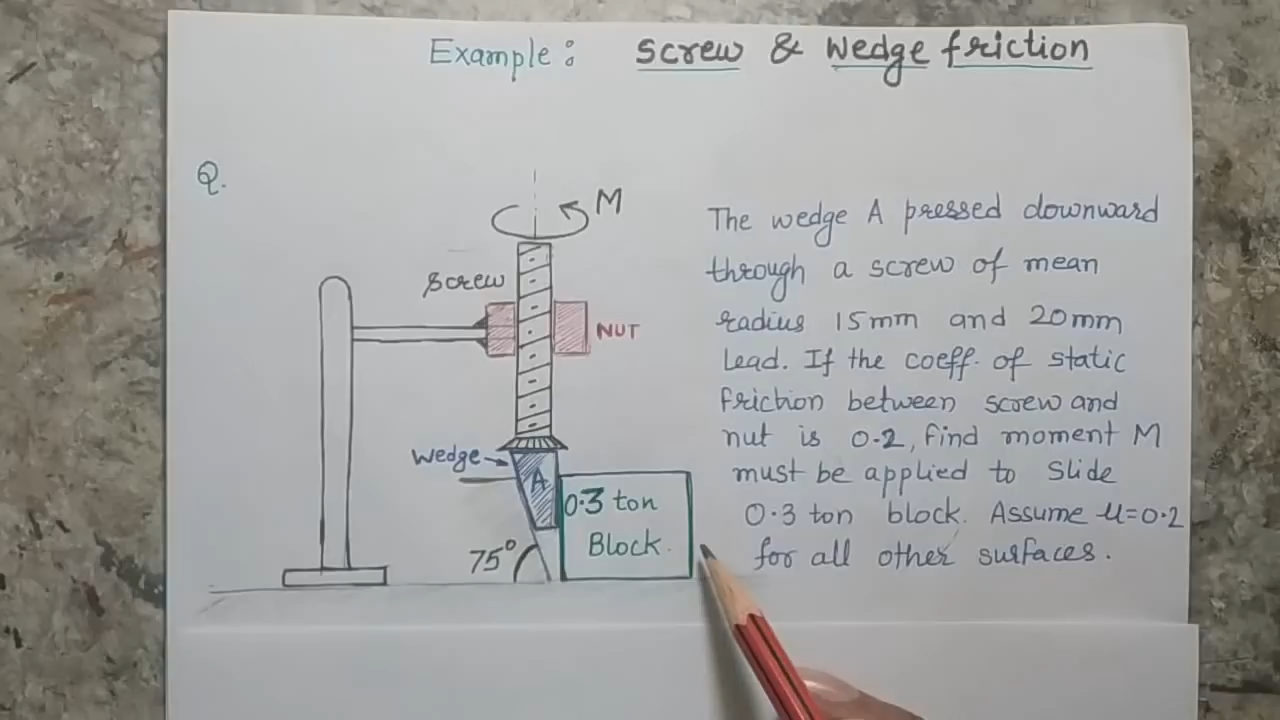 Example: Screw & Wedge friction
Q.
M
Screw
NUT
Wedge
A
0.3 ton
Block.
75°
The wedge A pressed downward
through a screw of mean
radius 15mm and 20mm
Lead. If the coeff. of static
friction between screw and
nut is 0.2, find moment M
must be applied to slide
0.3 ton block. Assume μ=0.2
for all other surfaces.